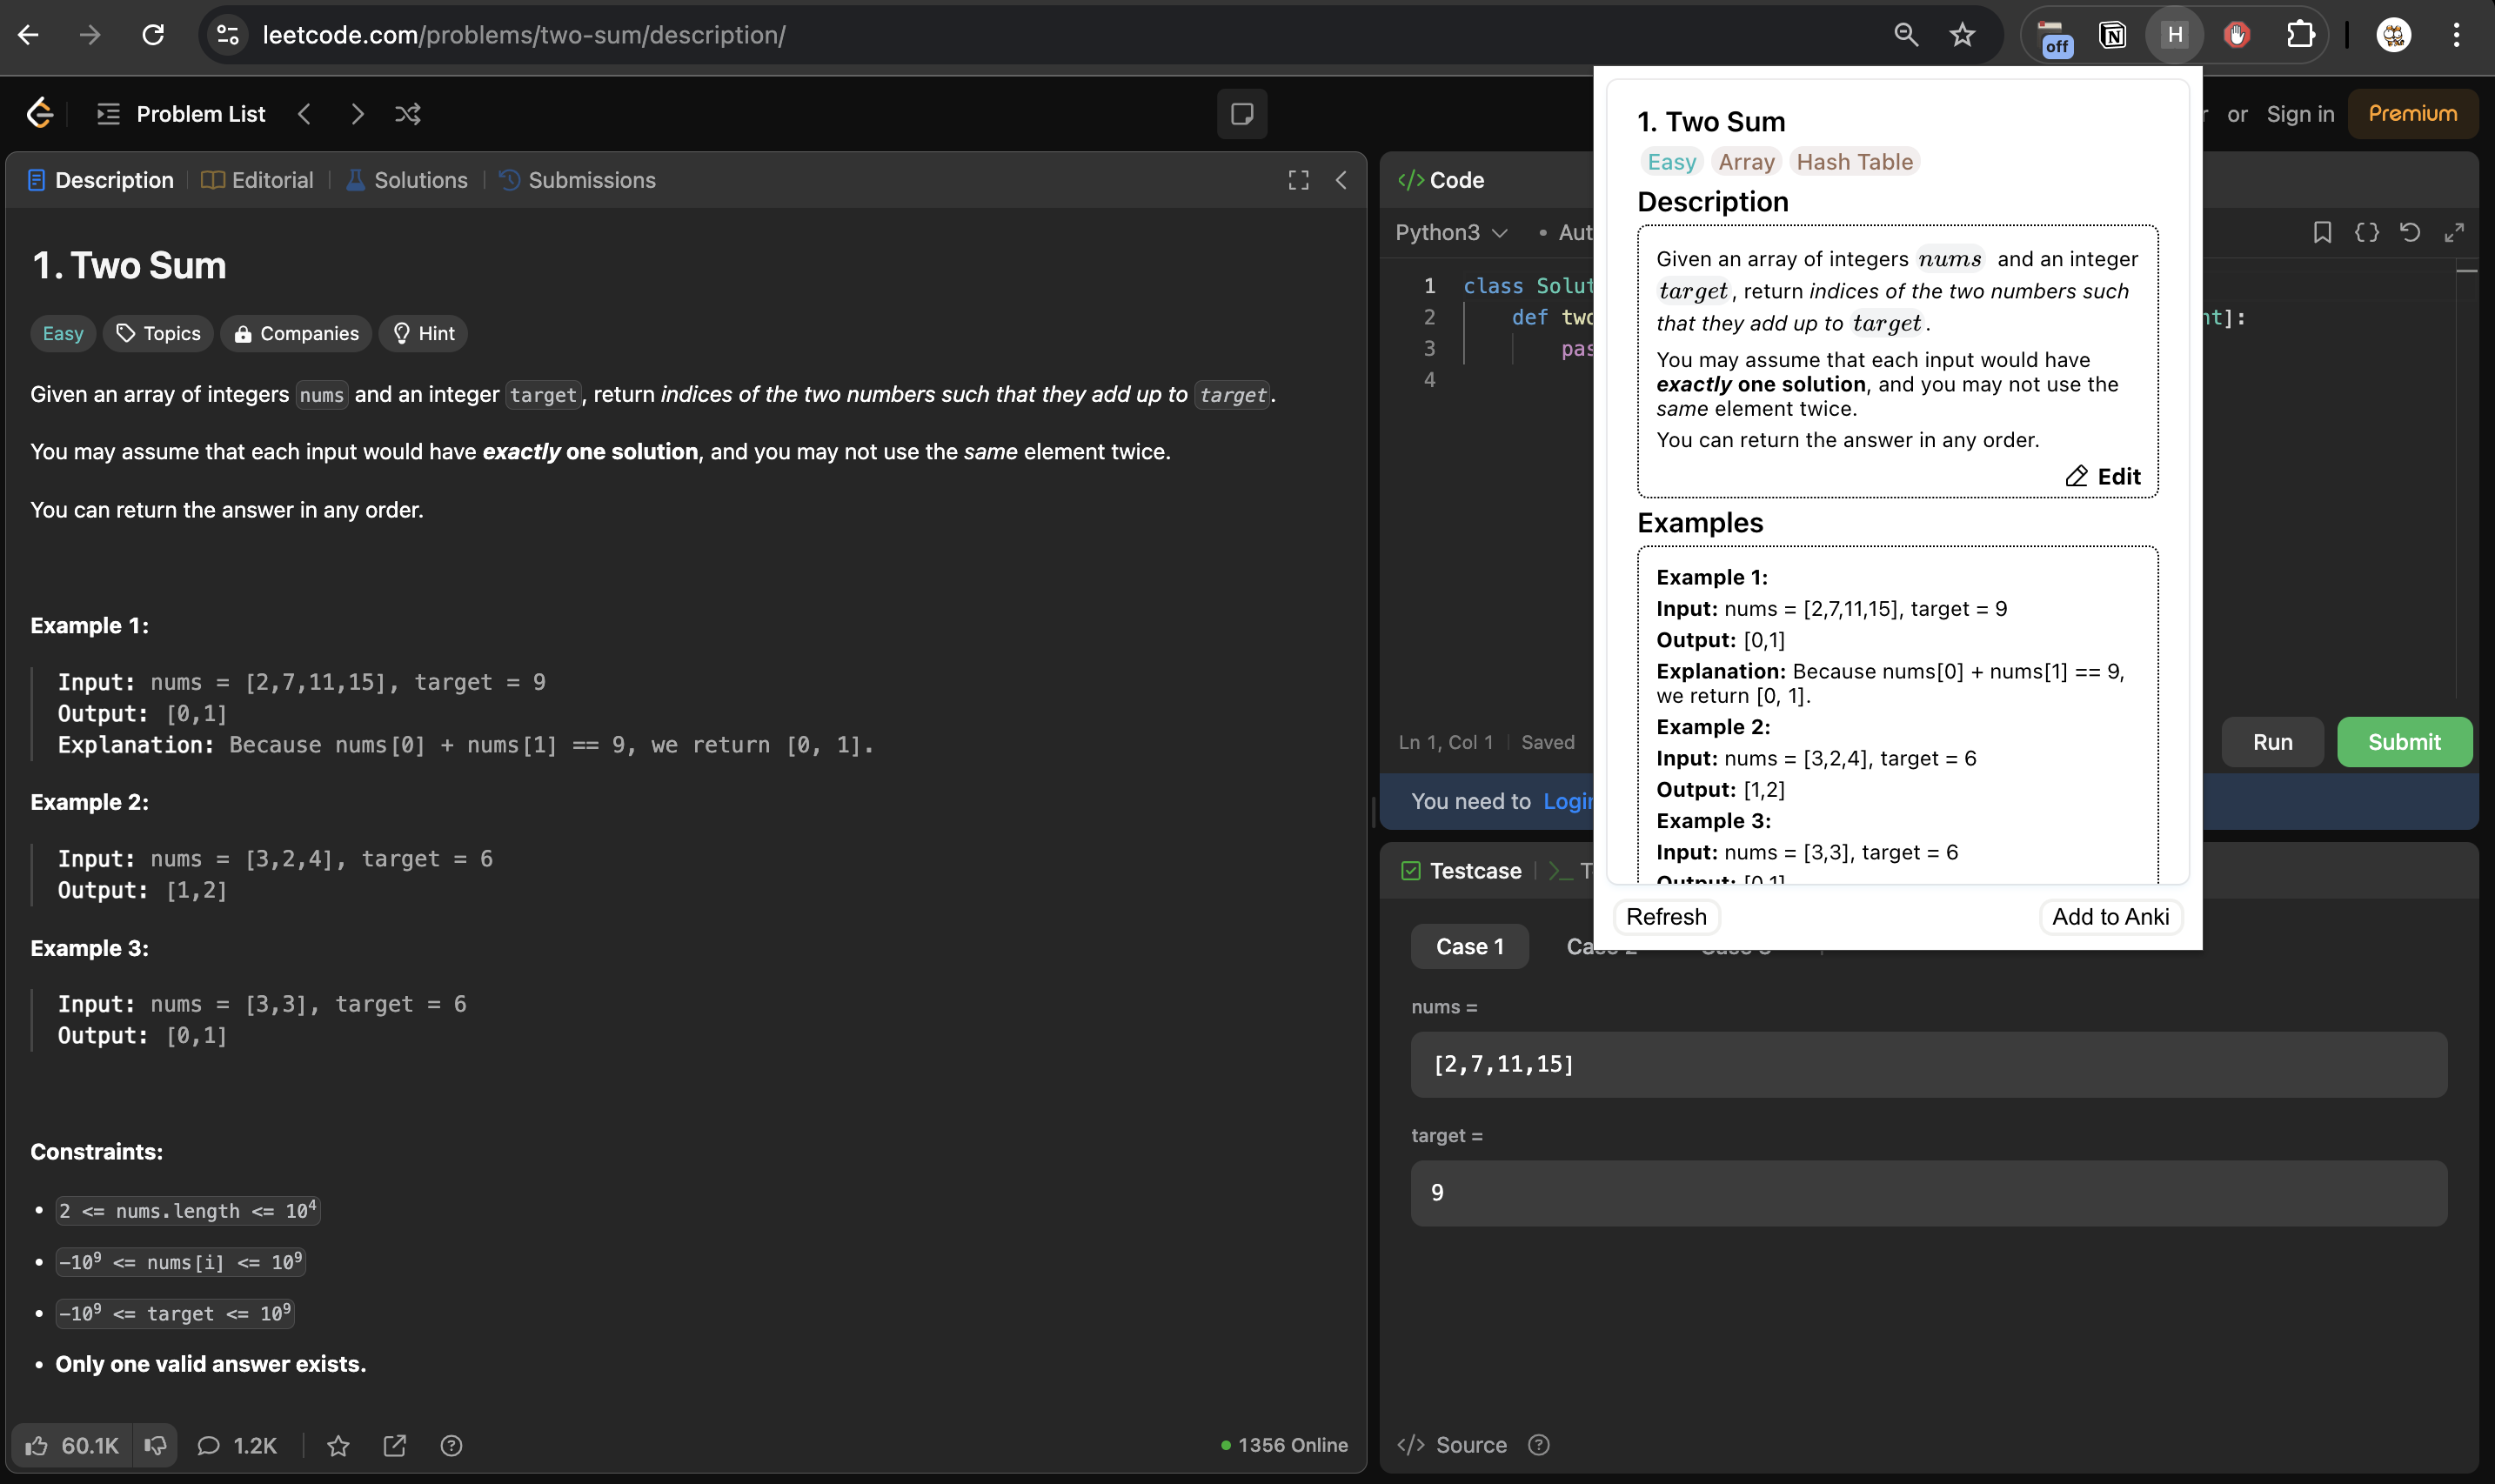 leetcode.com/problems/two-sum/description/
off
N
H
Problem List
or Sign in
Premium
Description
Editorial
Solutions
Submissions
1. Two Sum
Easy
Topics
Companies
Hint
Given an array of integers nums and an integer target, return indices of the two numbers such that they add up to target.
You may assume that each input would have exactly one solution, and you may not use the same element twice.
You can return the answer in any order.
Example 1:
Input: nums = [2,7,11,15], target = 9
Output: [0,1]
Explanation: Because nums[0] + nums[1] == 9, we return [0, 1].
Example 2:
Input: nums = [3,2,4], target = 6
Output: [1,2]
Example 3:
Input: nums = [3,3], target = 6
Output: [0,1]
Constraints:
• 2 <= nums.length <= 10⁴
• -10⁹ <= nums[i] <= 10⁹
• -10⁹ <= target <= 10⁹
• Only one valid answer exists.
60.1K
1.2K
1356 Online
</> Code
Python3
• Aut
1 class Solut
2 def two
nt]:
3 pas
4
Ln 1, Col 1
Saved
Run
Submit
You need to Login
Testcase
>_ T
Case 1
nums =
[2,7,11,15]
target =
9
</> Source
1. Two Sum
Easy
Array
Hash Table
Description
Given an array of integers nums and an integer
target, return indices of the two numbers such
that they add up to target.
You may assume that each input would have
exactly one solution, and you may not use the
same element twice.
You can return the answer in any order.
Edit
Examples
Example 1:
Input: nums = [2,7,11,15], target = 9
Output: [0,1]
Explanation: Because nums[0] + nums[1] == 9,
we return [0, 1].
Example 2:
Input: nums = [3,2,4], target = 6
Output: [1,2]
Example 3:
Input: nums = [3,3], target = 6
Output: [0,1]
Refresh
Add to Anki